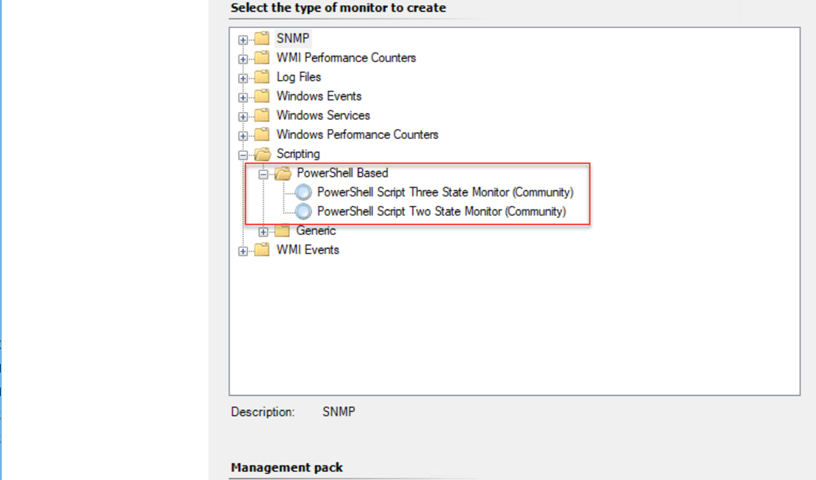 Select the type of monitor to create
SNMP
WMI Performance Counters
Log Files
Windows Events
Windows Services
Windows Performance Counters
Scripting
PowerShell Based
PowerShell Script Three State Monitor (Community)
PowerShell Script Two State Monitor (Community)
Generic
WMI Events
Description: SNMP
Management pack